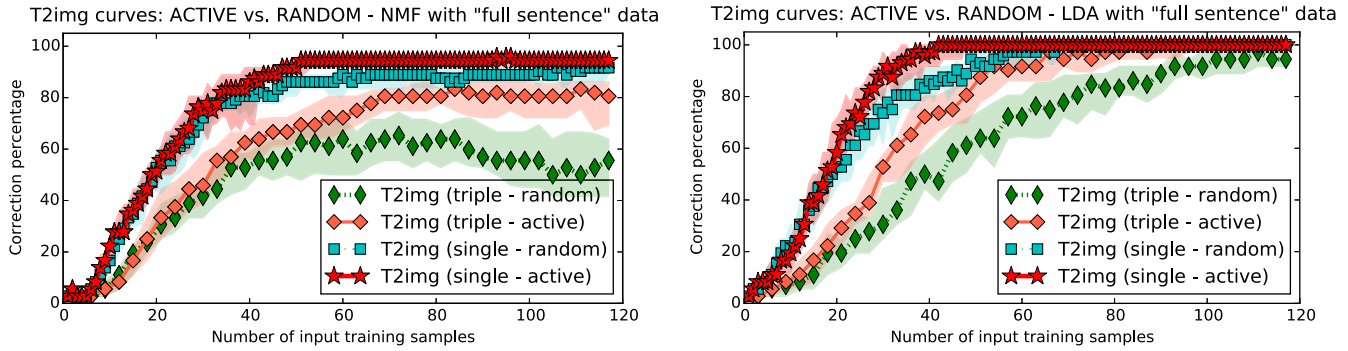 T2img curves: ACTIVE vs. RANDOM - NMF with "full sentence" data
100
80
60
40
20
0
Correction percentage
T2img (triple - random)
T2img (triple - active)
T2img (single - random)
T2img (single - active)
0 20 40 60 80 100 120
Number of input training samples
T2img curves: ACTIVE vs. RANDOM - LDA with "full sentence" data
100
80
60
40
20
0
Correction percentage
T2img (triple - random)
T2img (triple - active)
T2img (single - random)
T2img (single - active)
0 20 40 60 80 100 120
Number of input training samples